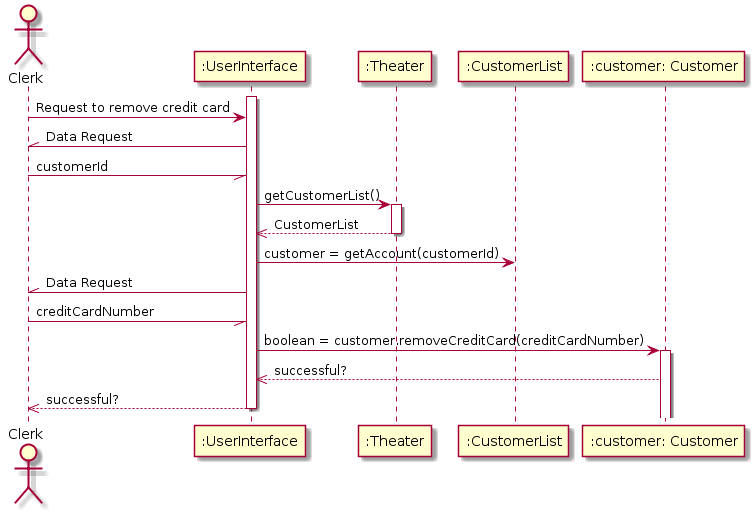 Clerk
:UserInterface
:Theater
:CustomerList
:customer: Customer
Request to remove credit card
Data Request
customerId
getCustomerList()
CustomerList
customer = getAccount(customerId)
Data Request
creditCardNumber
boolean = customer.removeCreditCard(creditCardNumber)
successful?
successful?
Clerk
:UserInterface
:Theater
:CustomerList
:customer: Customer